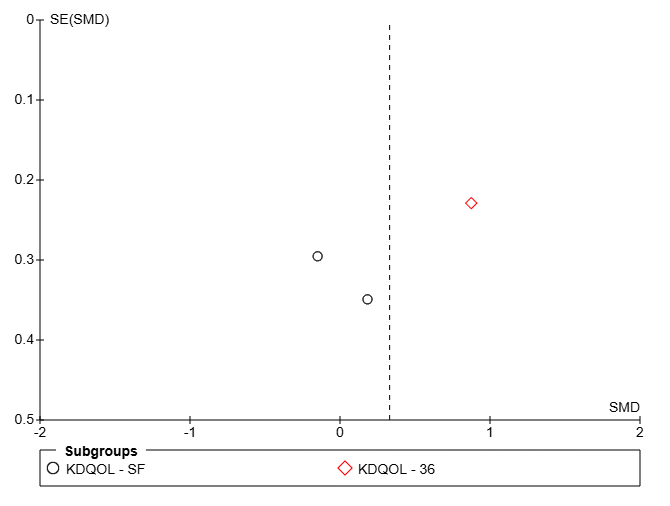 0 SE(SMD)
0.1
0.2
0.3
0.4
SMD
0.5
-2 -1 0 1 2
Subgroups
KDQOL - SF KDQOL - 36